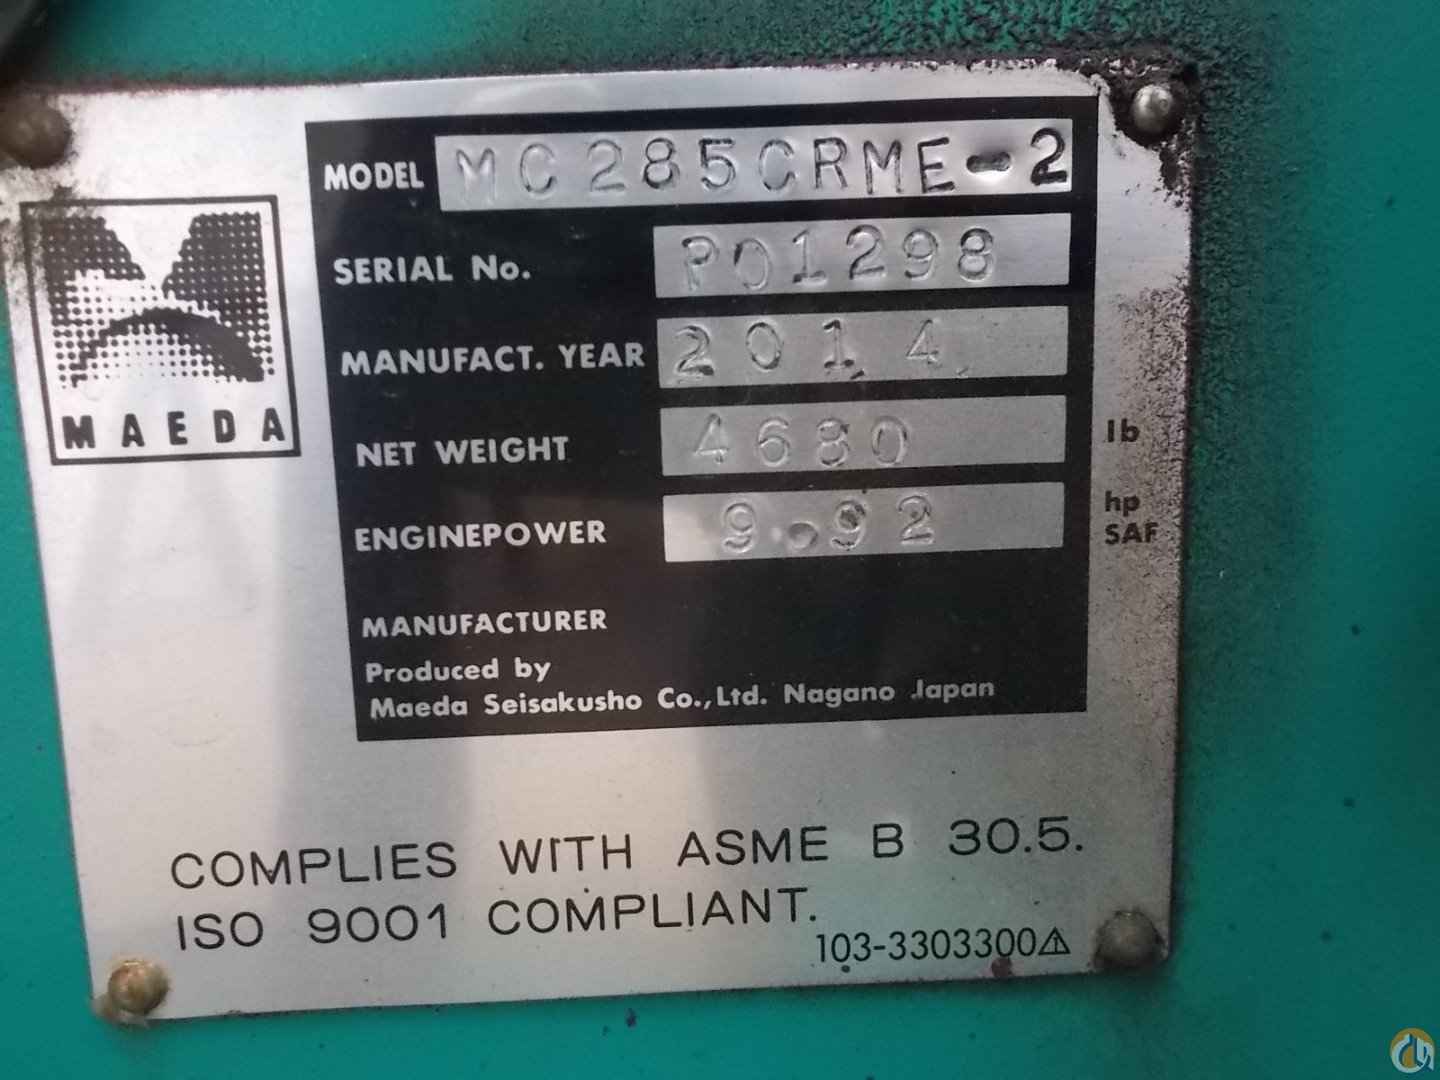 MAEDA
MODEL MC285CRME-2
SERIAL No. P01298
MANUFACT. YEAR 2014
NET WEIGHT 4680 lb
ENGINEPOWER 9.92 hp
SAF
MANUFACTURER
Produced by
Maeda Seisakusho Co.,Ltd. Nagano Japan
COMPLIES WITH ASME B 30.5.
ISO 9001 COMPLIANT.
103-3303300⚠